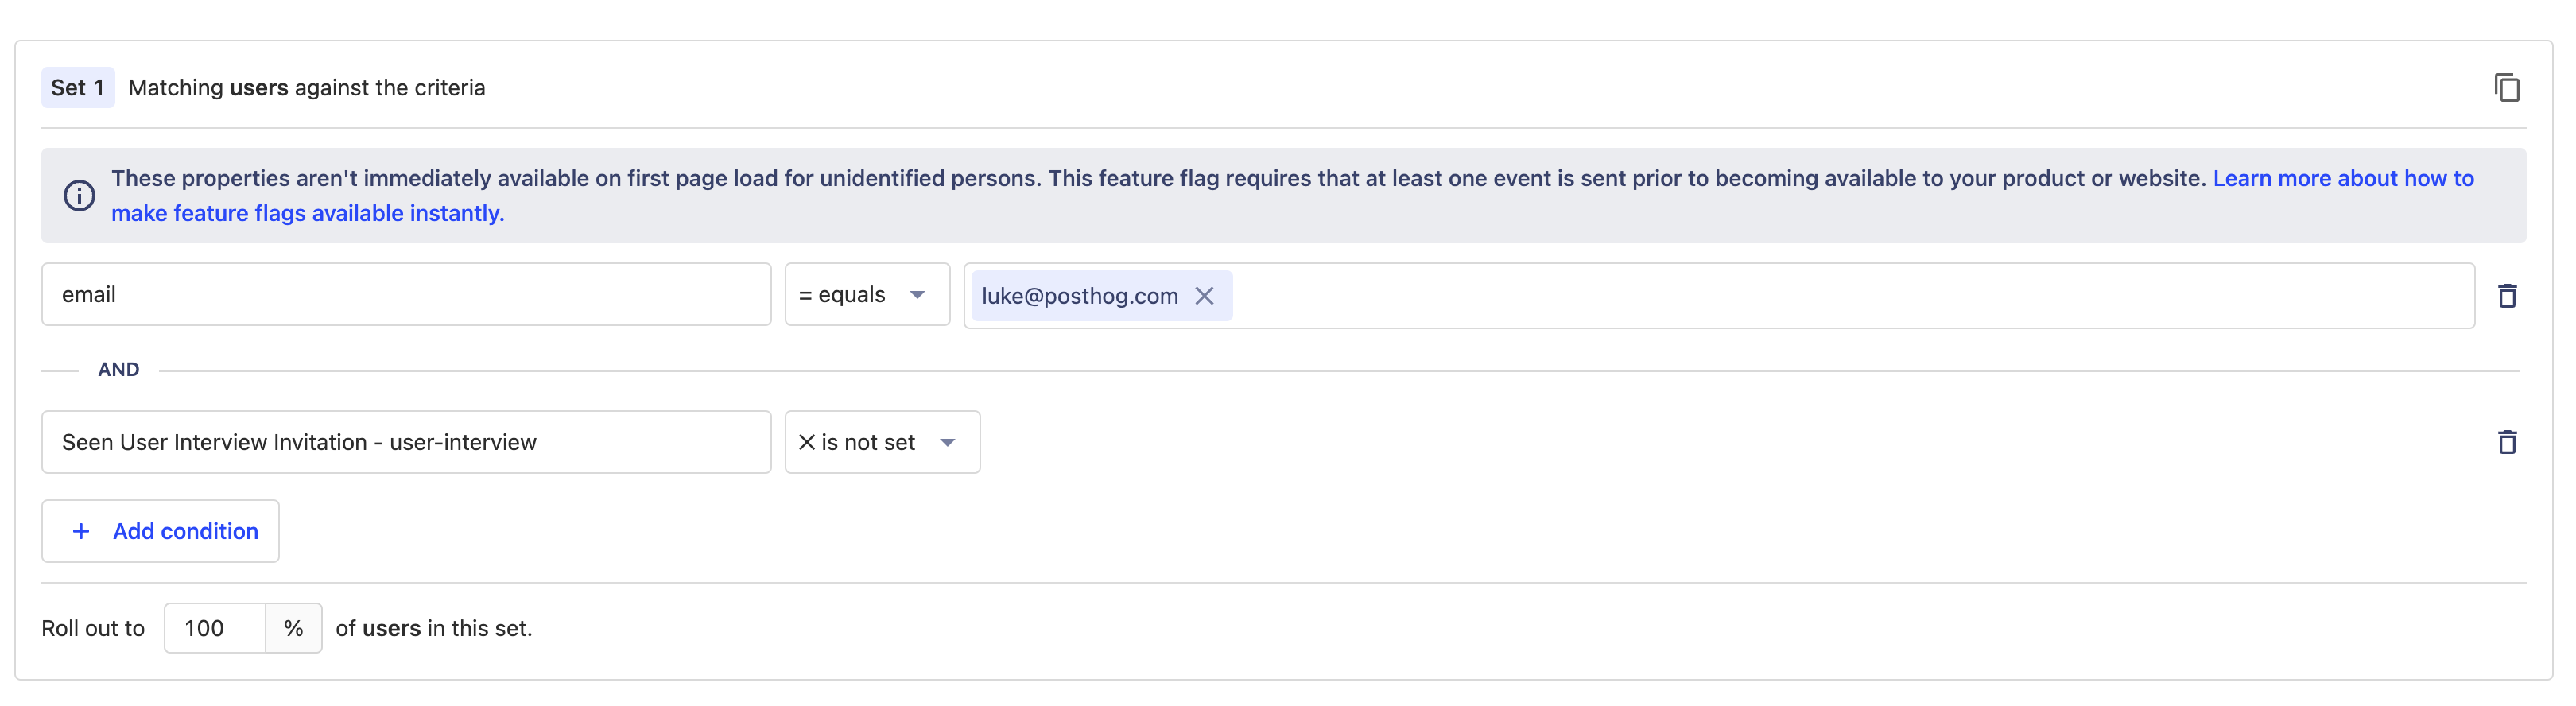 Set 1 Matching users against the criteria
These properties aren't immediately available on first page load for unidentified persons. This feature flag requires that at least one event is sent prior to becoming available to your product or website. Learn more about how to
make feature flags available instantly.
email = equals luke@posthog.com
AND
Seen User Interview Invitation - user-interview is not set
+ Add condition
Roll out to 100 % of users in this set.